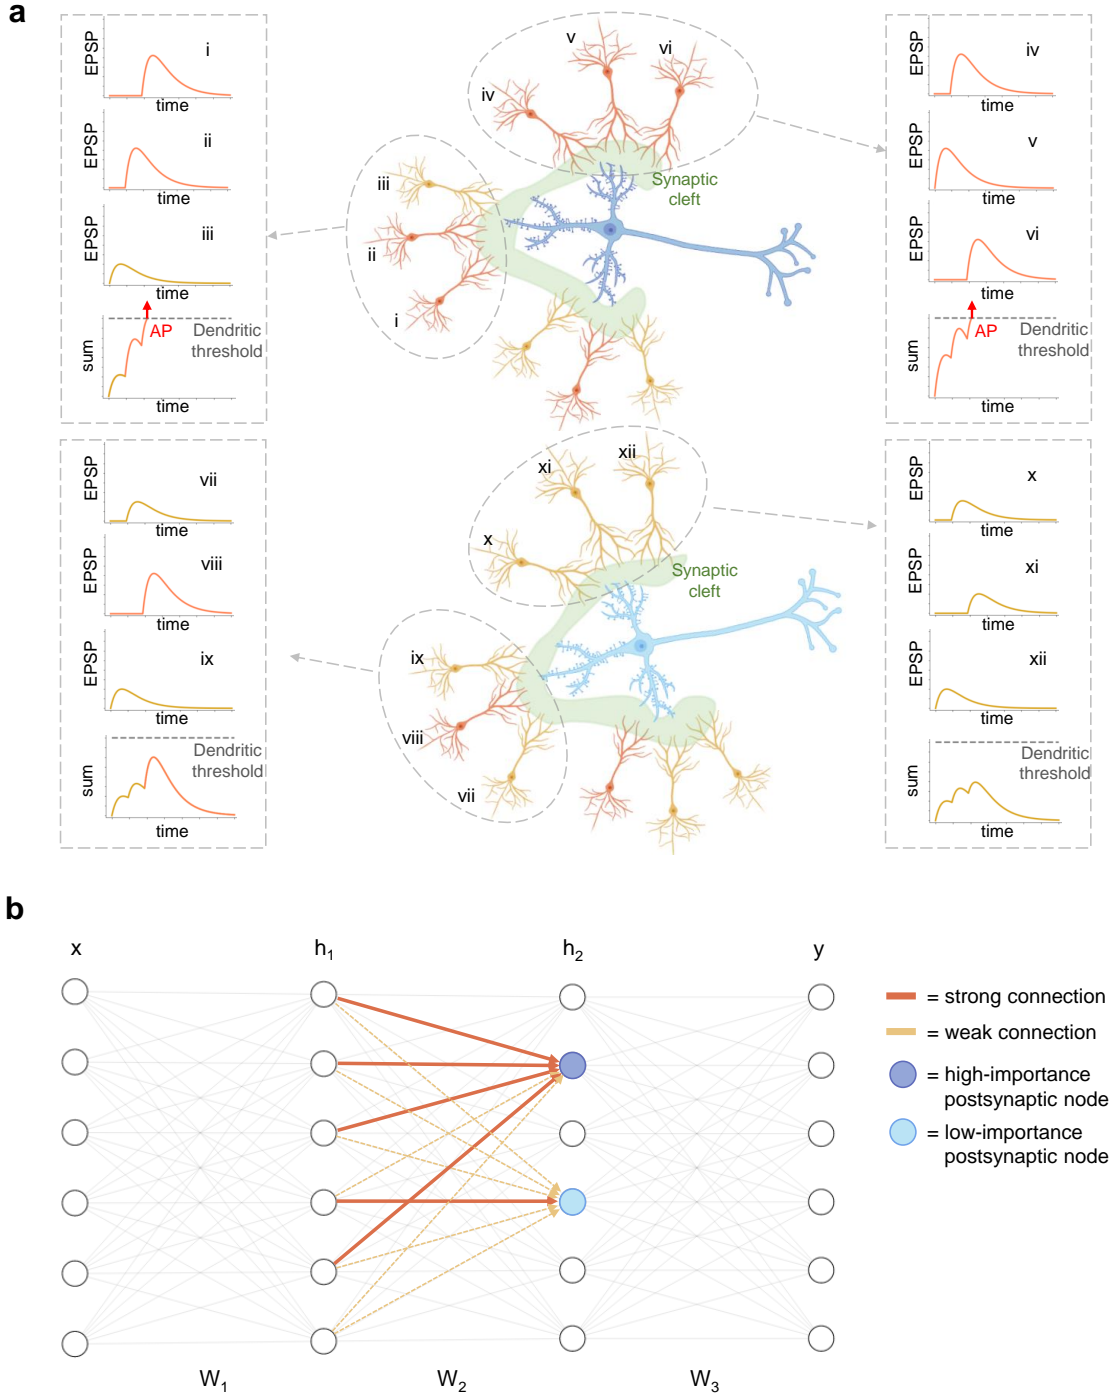 a
EPSP
i
time
EPSP
ii
time
EPSP
iii
time
sum
AP
Dendritic
threshold
time
iv
v
vi
iii
ii
i
Synaptic
cleft
EPSP
iv
time
EPSP
v
time
EPSP
vi
time
sum
AP
Dendritic
threshold
time
EPSP
vii
time
EPSP
viii
time
EPSP
ix
time
sum
Dendritic
threshold
time
xi
xii
x
Synaptic
cleft
ix
viii
vii
EPSP
x
time
EPSP
xi
time
EPSP
xii
time
sum
Dendritic
threshold
time
b
x
h1
h2
y
= strong connection
= weak connection
= high-importance
postsynaptic node
= low-importance
postsynaptic node
W1
W2
W3